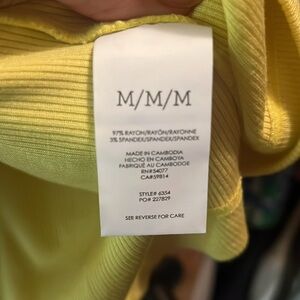 M/M/M
97% RAYON/RAYÓN/RAYONNE
3% SPANDEX/SPANDEX/SPANDEX
MADE IN CAMBODIA
HECHO EN CAMBOYA
FABRIQUÉ AU CAMBODGE
RN#54077
CA#59814
STYLE# 6354
PO# 227829
SEE REVERSE FOR CARE